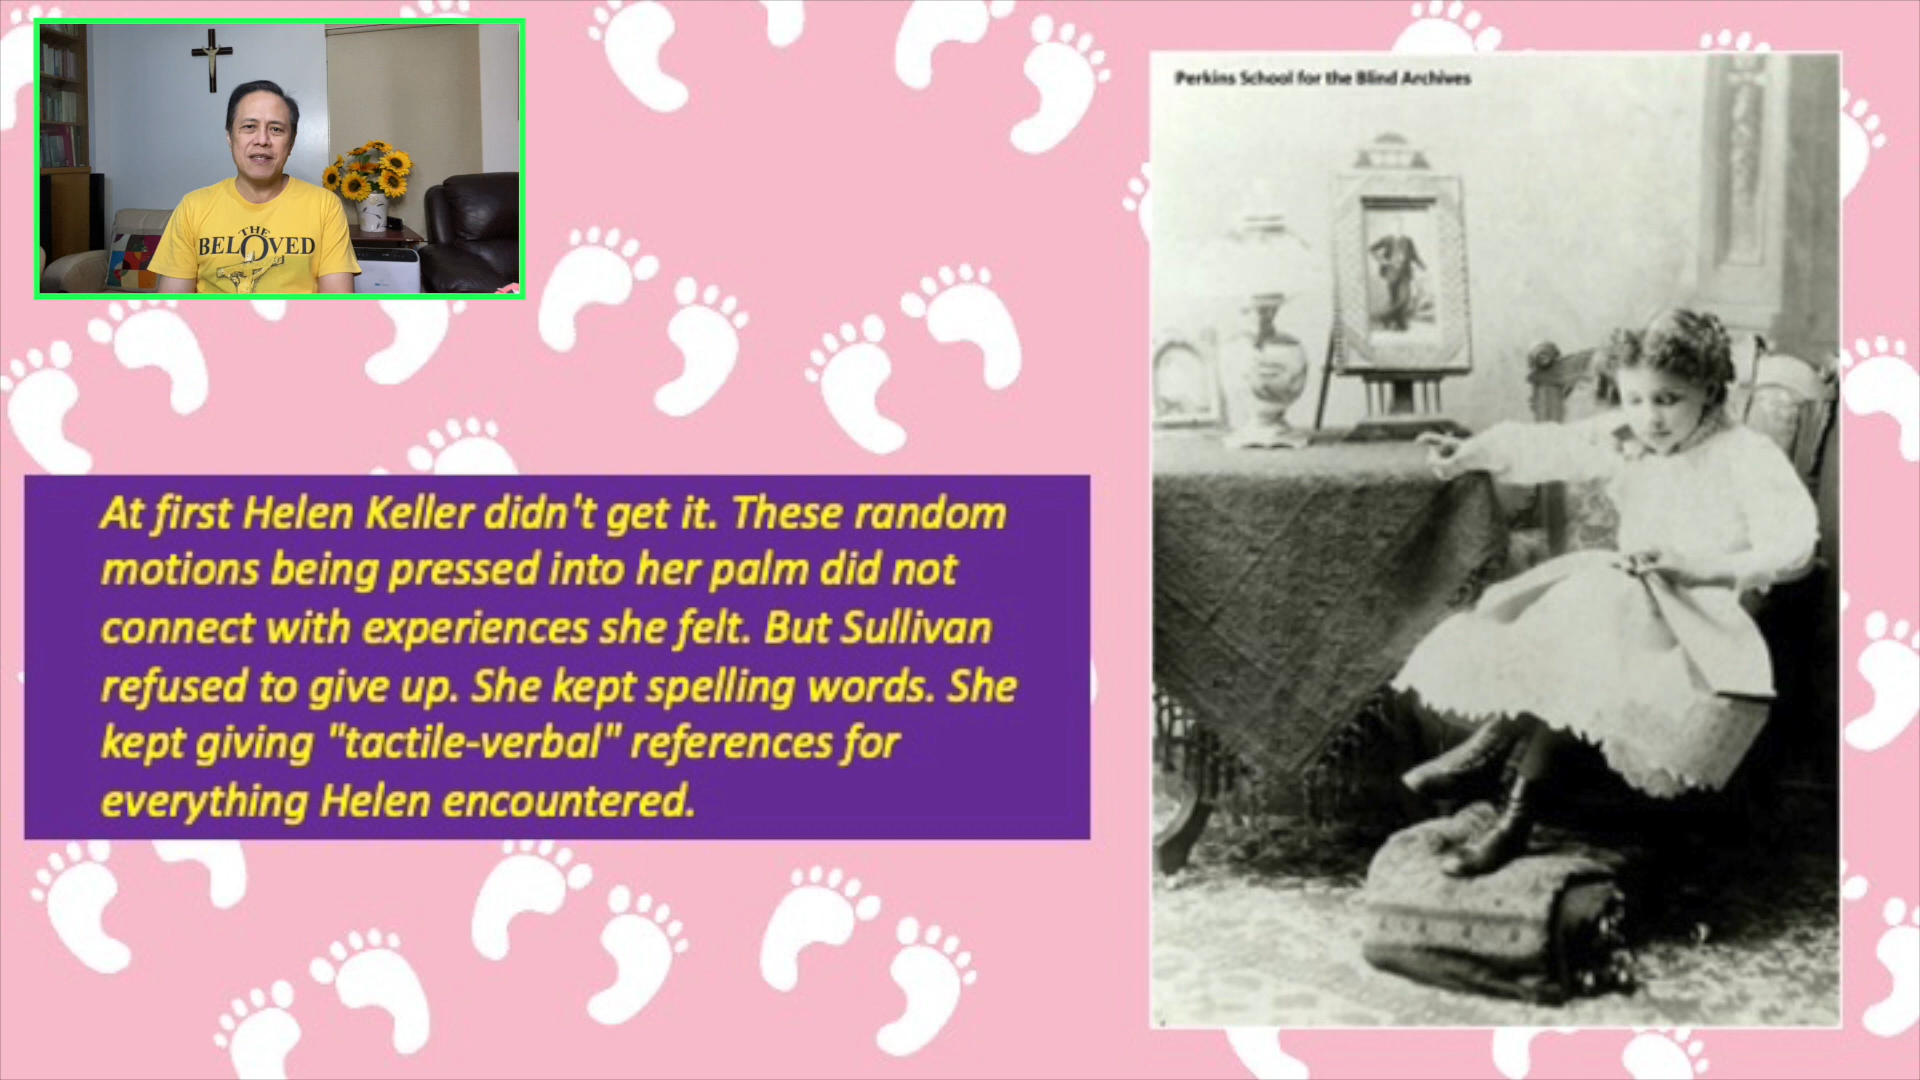 THE
BELOVED
Perkins School for the Blind Archives
At first Helen Keller didn't get it. These random
motions being pressed into her palm did not
connect with experiences she felt. But Sullivan
refused to give up. She kept spelling words. She
kept giving "tactile-verbal" references for
everything Helen encountered.